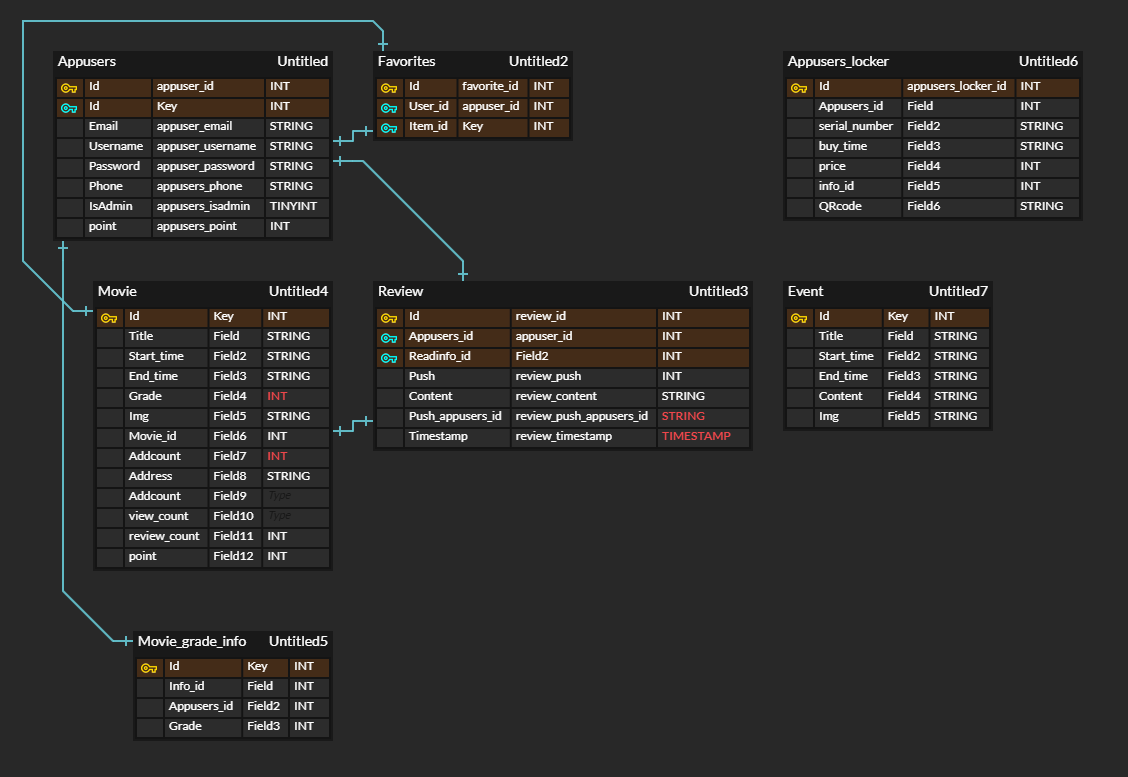 Appusers Untitled
Id appuser_id INT
Id Key INT
Email appuser_email STRING
Username appuser_username STRING
Password appuser_password STRING
Phone appusers_phone STRING
IsAdmin appusers_isadmin TINYINT
point appusers_point INT
Favorites Untitled2
Id favorite_id INT
User_id appuser_id INT
Item_id Key INT
Appusers_locker Untitled6
Id appusers_locker_id INT
Appusers_id Field INT
serial_number Field2 STRING
buy_time Field3 STRING
price Field4 INT
info_id Field5 INT
QRcode Field6 STRING
Movie Untitled4
Id Key INT
Title Field STRING
Start_time Field2 STRING
End_time Field3 STRING
Grade Field4 INT
Img Field5 STRING
Movie_id Field6 INT
Addcount Field7 INT
Address Field8 STRING
Addcount Field9 Type
view_count Field10 Type
review_count Field11 INT
point Field12 INT
Review Untitled3
Id review_id INT
Appusers_id appuser_id INT
Readinfo_id Field2 INT
Push review_push INT
Content review_content STRING
Push_appusers_id review_push_appusers_id STRING
Timestamp review_timestamp TIMESTAMP
Event Untitled7
Id Key INT
Title Field STRING
Start_time Field2 STRING
End_time Field3 STRING
Content Field4 STRING
Img Field5 STRING
Movie_grade_info Untitled5
Id Key INT
Info_id Field INT
Appusers_id Field2 INT
Grade Field3 INT